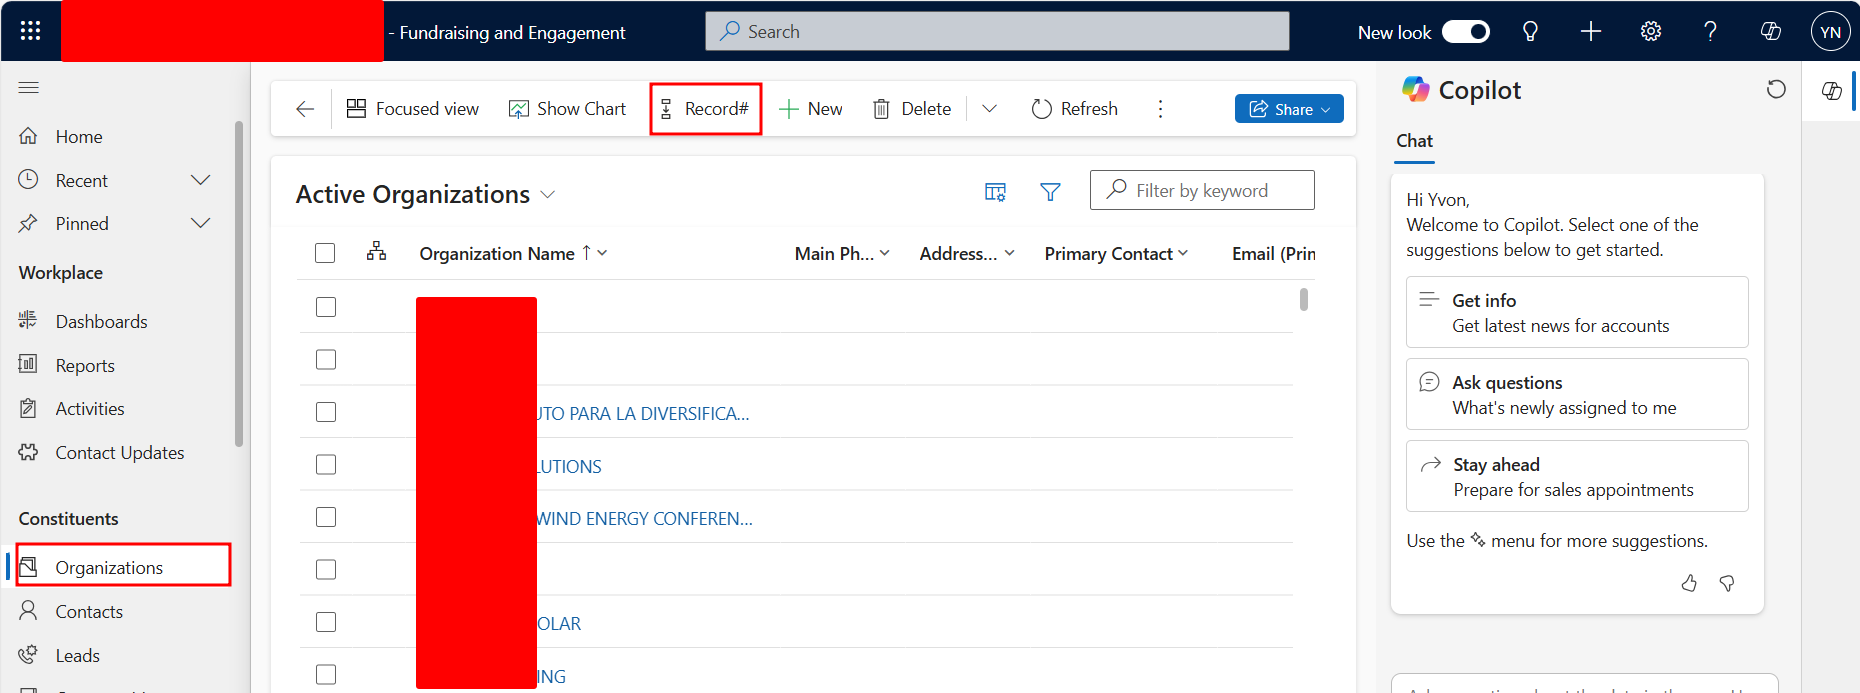 - Fundraising and Engagement
Search
New look
YN
Home
Recent
Pinned
Workplace
Dashboards
Reports
Activities
Contact Updates
Constituents
Organizations
Contacts
Leads
Focused view
Show Chart
Record#
New
Delete
Refresh
Share
Active Organizations
Filter by keyword
Organization Name ↑
Main Ph...
Address...
Primary Contact
Email (Prin
UTO PARA LA DIVERSIFICA...
LUTIONS
WIND ENERGY CONFEREN...
OLAR
ING
Copilot
Chat
Hi Yvon,
Welcome to Copilot. Select one of the
suggestions below to get started.
Get info
Get latest news for accounts
Ask questions
What's newly assigned to me
Stay ahead
Prepare for sales appointments
Use the menu for more suggestions.